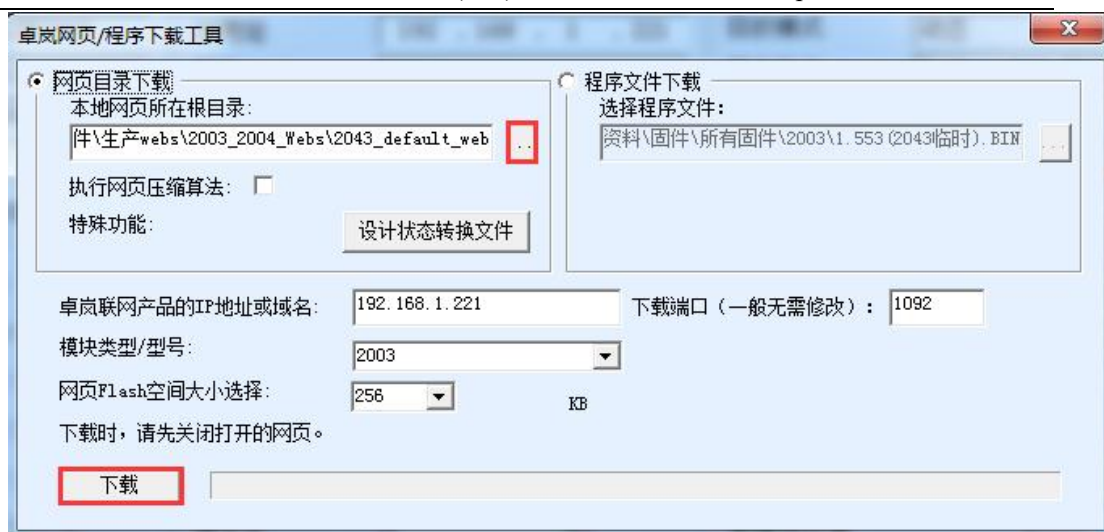 卓岚网页/程序下载工具
网页目录下载
本地网页所在根目录:
件\生产webs\2003_2004_Webs\2043_default_web
..
执行网页压缩算法:
特殊功能:
设计状态转换文件
程序文件下载
选择程序文件:
资料\固件\所有固件\2003\1.553(2043临时).BIN
...
卓岚联网产品的IP地址或域名:
192.168.1.221
下载端口（一般无需修改）:
1092
模块类型/型号:
2003
网页Flash空间大小选择:
256
KB
下载时，请先关闭打开的网页。
下载